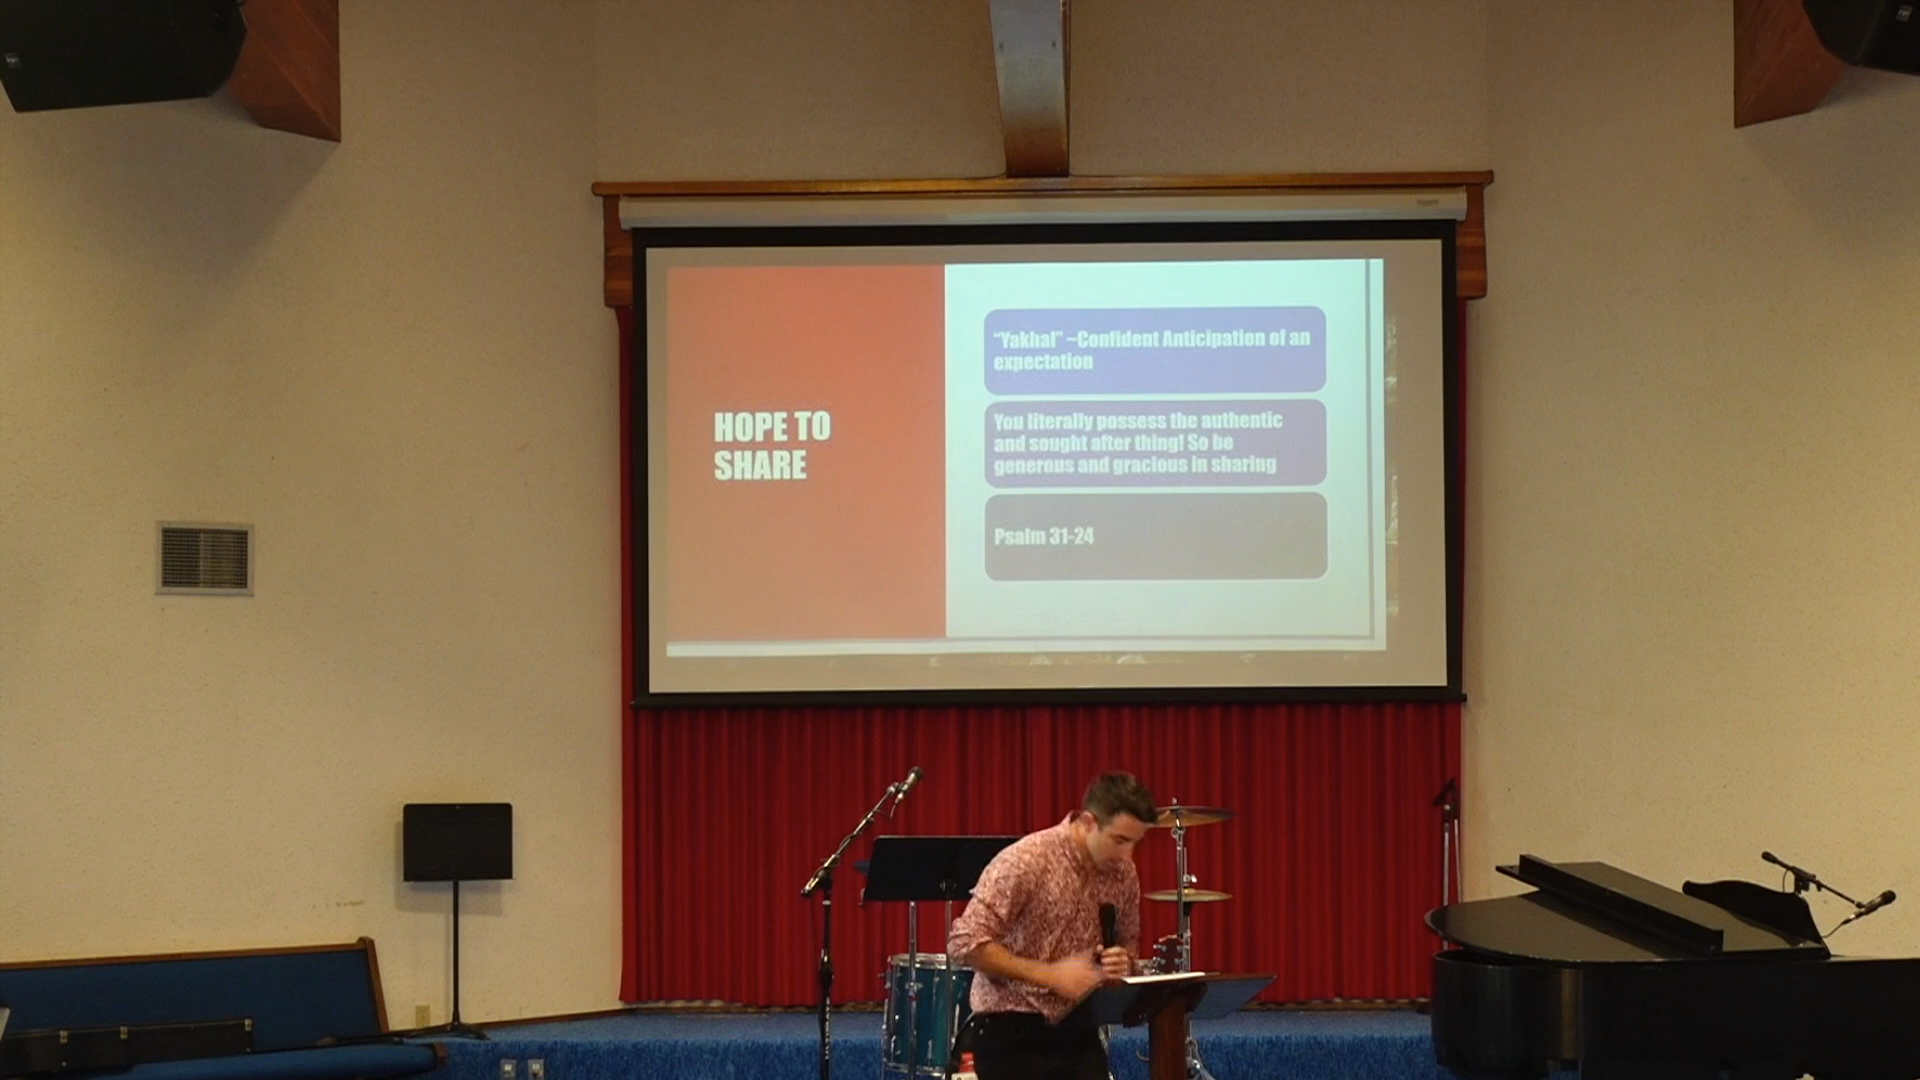 HOPE TO
SHARE
"Yakhal" ~Confident Anticipation of an
expectation
You literally possess the authentic
and sought after thing! So be
generous and gracious in sharing
Psalm 31-24